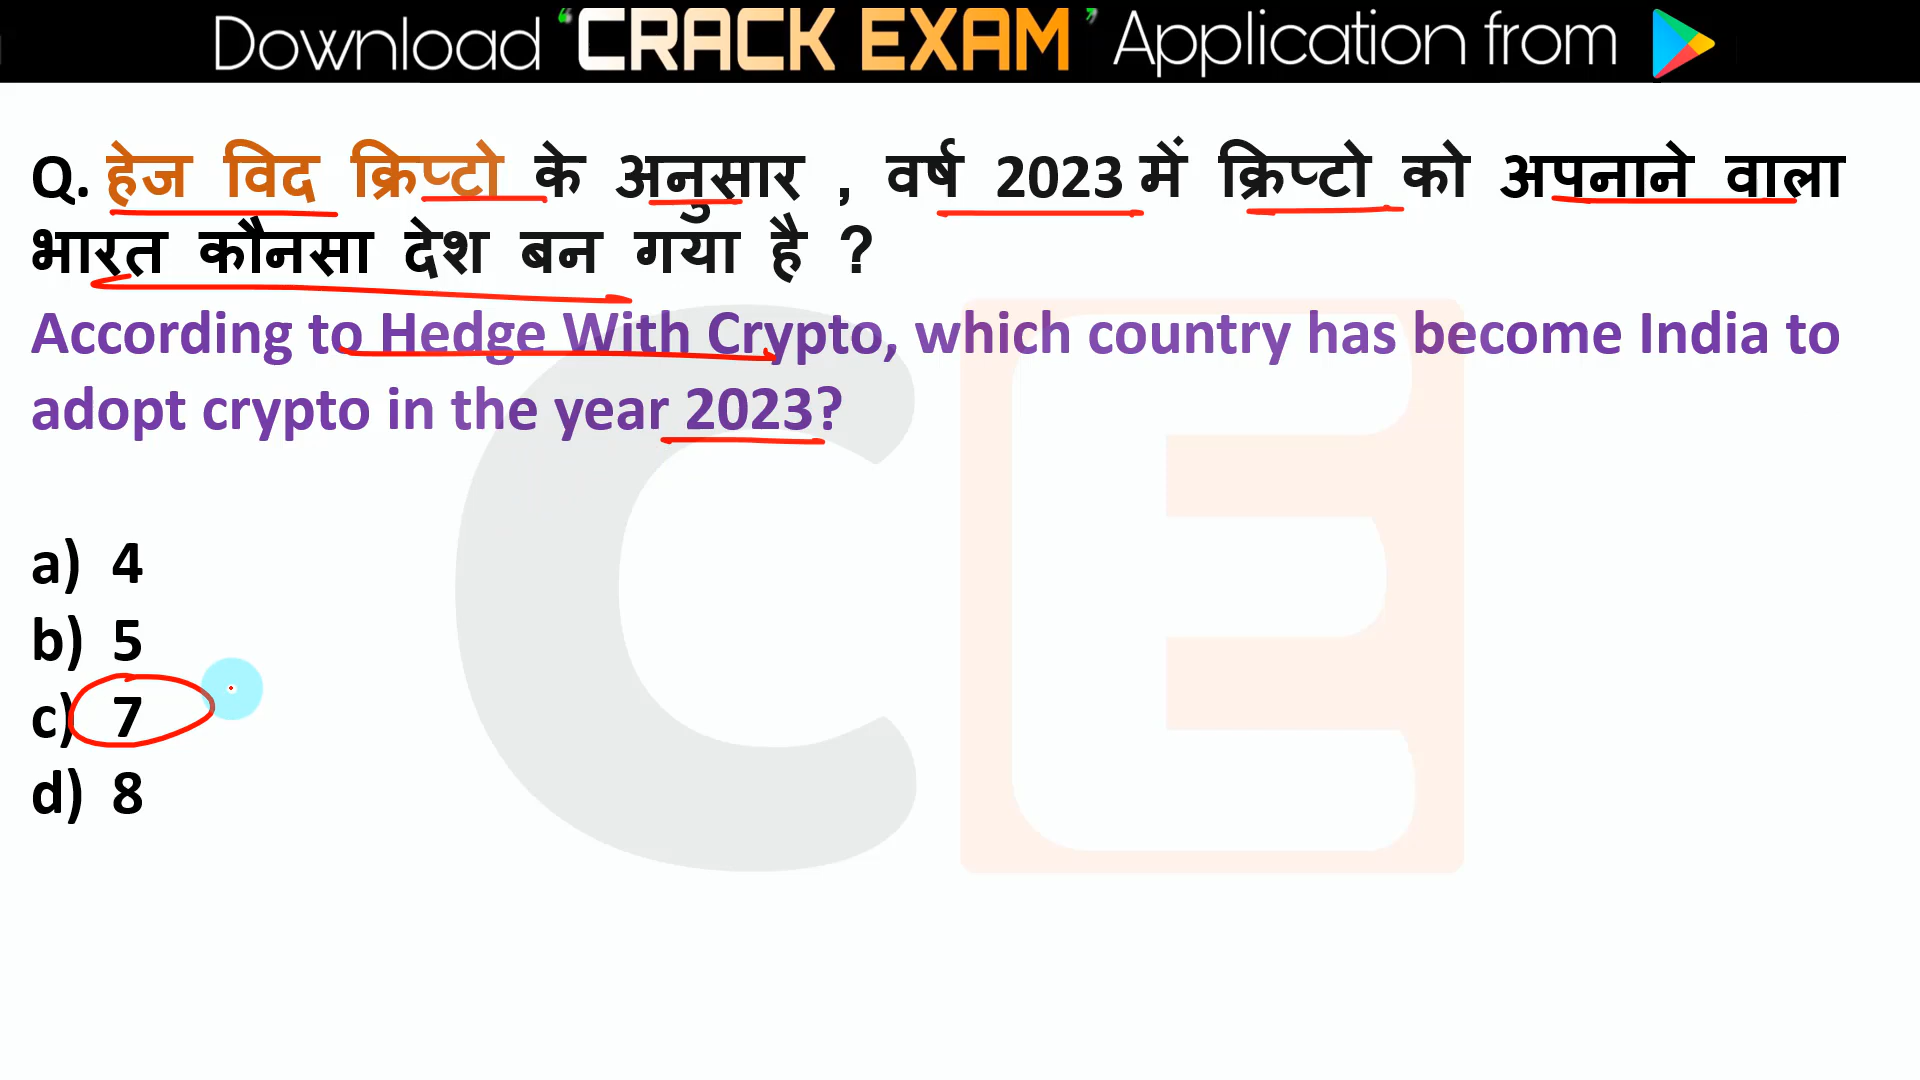 Download ‘CRACK EXAM’ Application from
Q. हेज विद क्रिप्टो के अनुसार , वर्ष 2023 में क्रिप्टो को अपनाने वाला
भारत कौनसा देश बन गया है ?
According to Hedge With Crypto, which country has become India to
adopt crypto in the year 2023?
a) 4
b) 5
c) 7
d) 8
CE